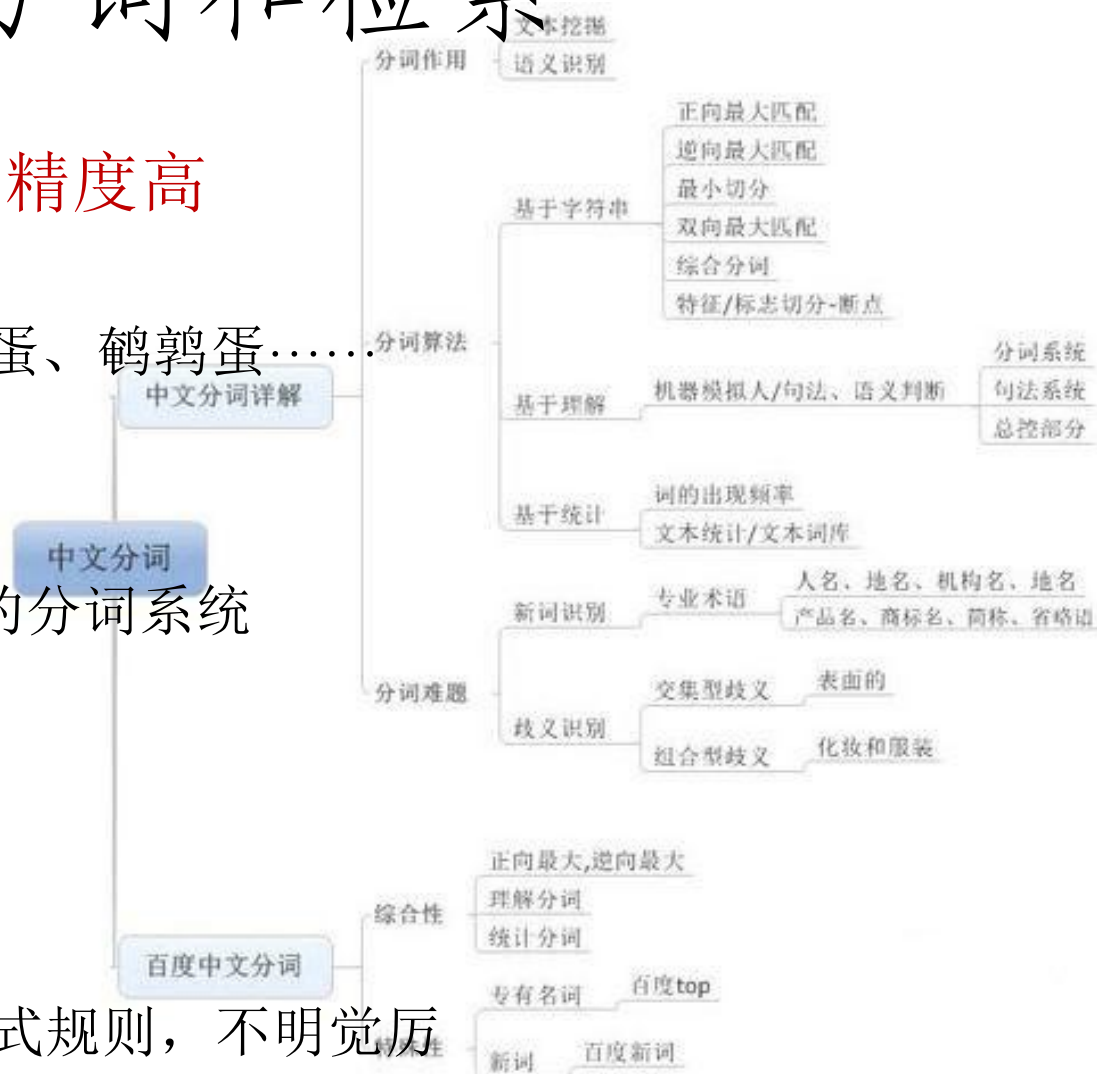 分词和检索
文本挖掘
分词作用
语义识别
正向最大匹配
精度高
逆向最大匹配
最小切分
基于字符串
双向最大匹配
综合分词
特征/标志切分-断点
蛋、鹌鹑蛋……
分词算法
分词系统
中文分词详解
机器模拟人/句法、语义判断
句法系统
基于理解
总控部分
词的出现频率
基于统计
文本统计/文本词库
中文分词
人名、地名、机构名、地名
的分词系统
新词识别
专业术语
产品名、商标名、简称、省略语
表面的
分词难题
交集型歧义
歧义识别
化妆和服装
组合型歧义
正向最大,逆向最大
理解分词
综合性
统计分词
百度中文分词
专有名词
百度top
式规则，不明觉厉
特殊性
新词
百度新词